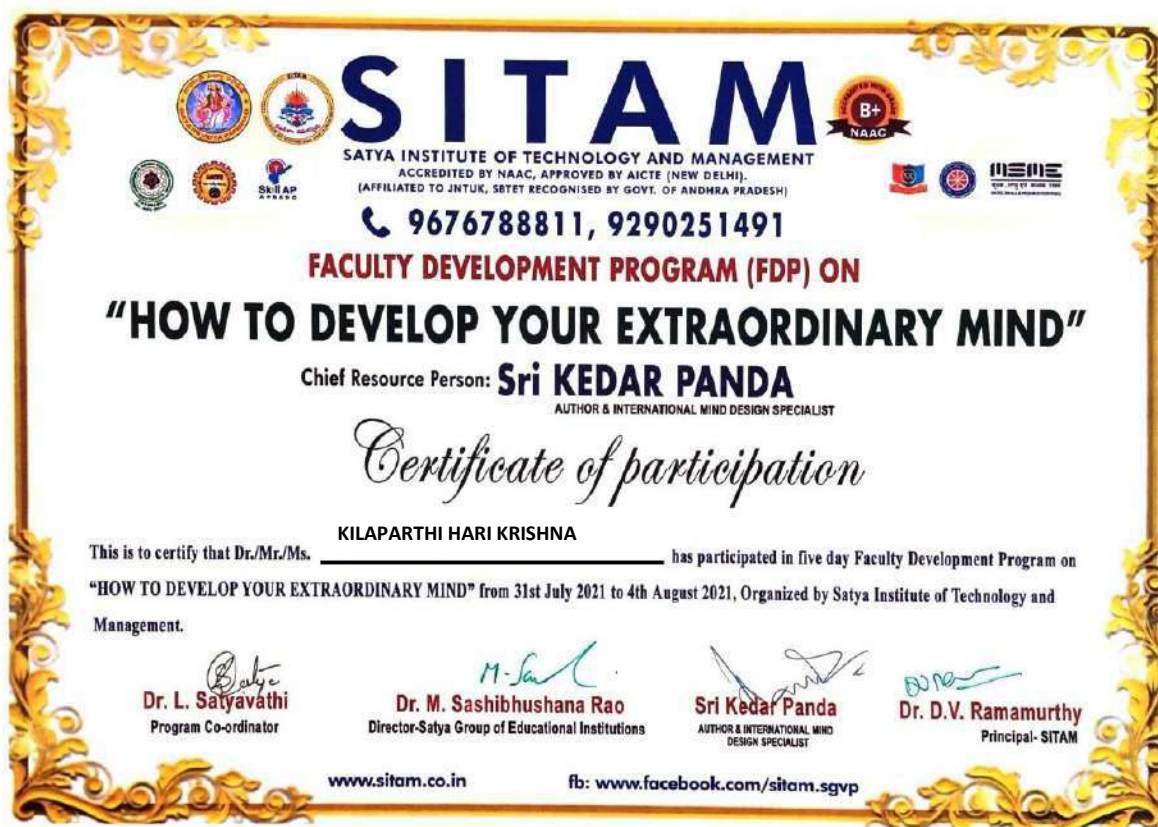 SITAM
SITAM
B+
NAAC
SATYA INSTITUTE OF TECHNOLOGY AND MANAGEMENT
ACCREDITED BY NAAC, APPROVED BY AICTE (NEW DELHI).
(AFFILIATED TO JNTUK, SBTET RECOGNISED BY GOVT. OF ANDHRA PRADESH)
Skill AP
MSME
9676788811, 9290251491
FACULTY DEVELOPMENT PROGRAM (FDP) ON
"HOW TO DEVELOP YOUR EXTRAORDINARY MIND"
Chief Resource Person: Sri KEDAR PANDA
AUTHOR & INTERNATIONAL MIND DESIGN SPECIALIST
Certificate of participation
KILAPARTHI HARI KRISHNA
This is to certify that Dr./Mr./Ms. has participated in five day Faculty Development Program on
"HOW TO DEVELOP YOUR EXTRAORDINARY MIND" from 31st July 2021 to 4th August 2021, Organized by Satya Institute of Technology and
Management.
Dr. L. Satyavathi
Program Co-ordinator
Dr. M. Sashibhushana Rao
Director-Satya Group of Educational Institutions
Sri Kedar Panda
AUTHOR & INTERNATIONAL MIND
DESIGN SPECIALIST
Dr. D.V. Ramamurthy
Principal- SITAM
www.sitam.co.in
fb: www.facebook.com/sitam.sgvp